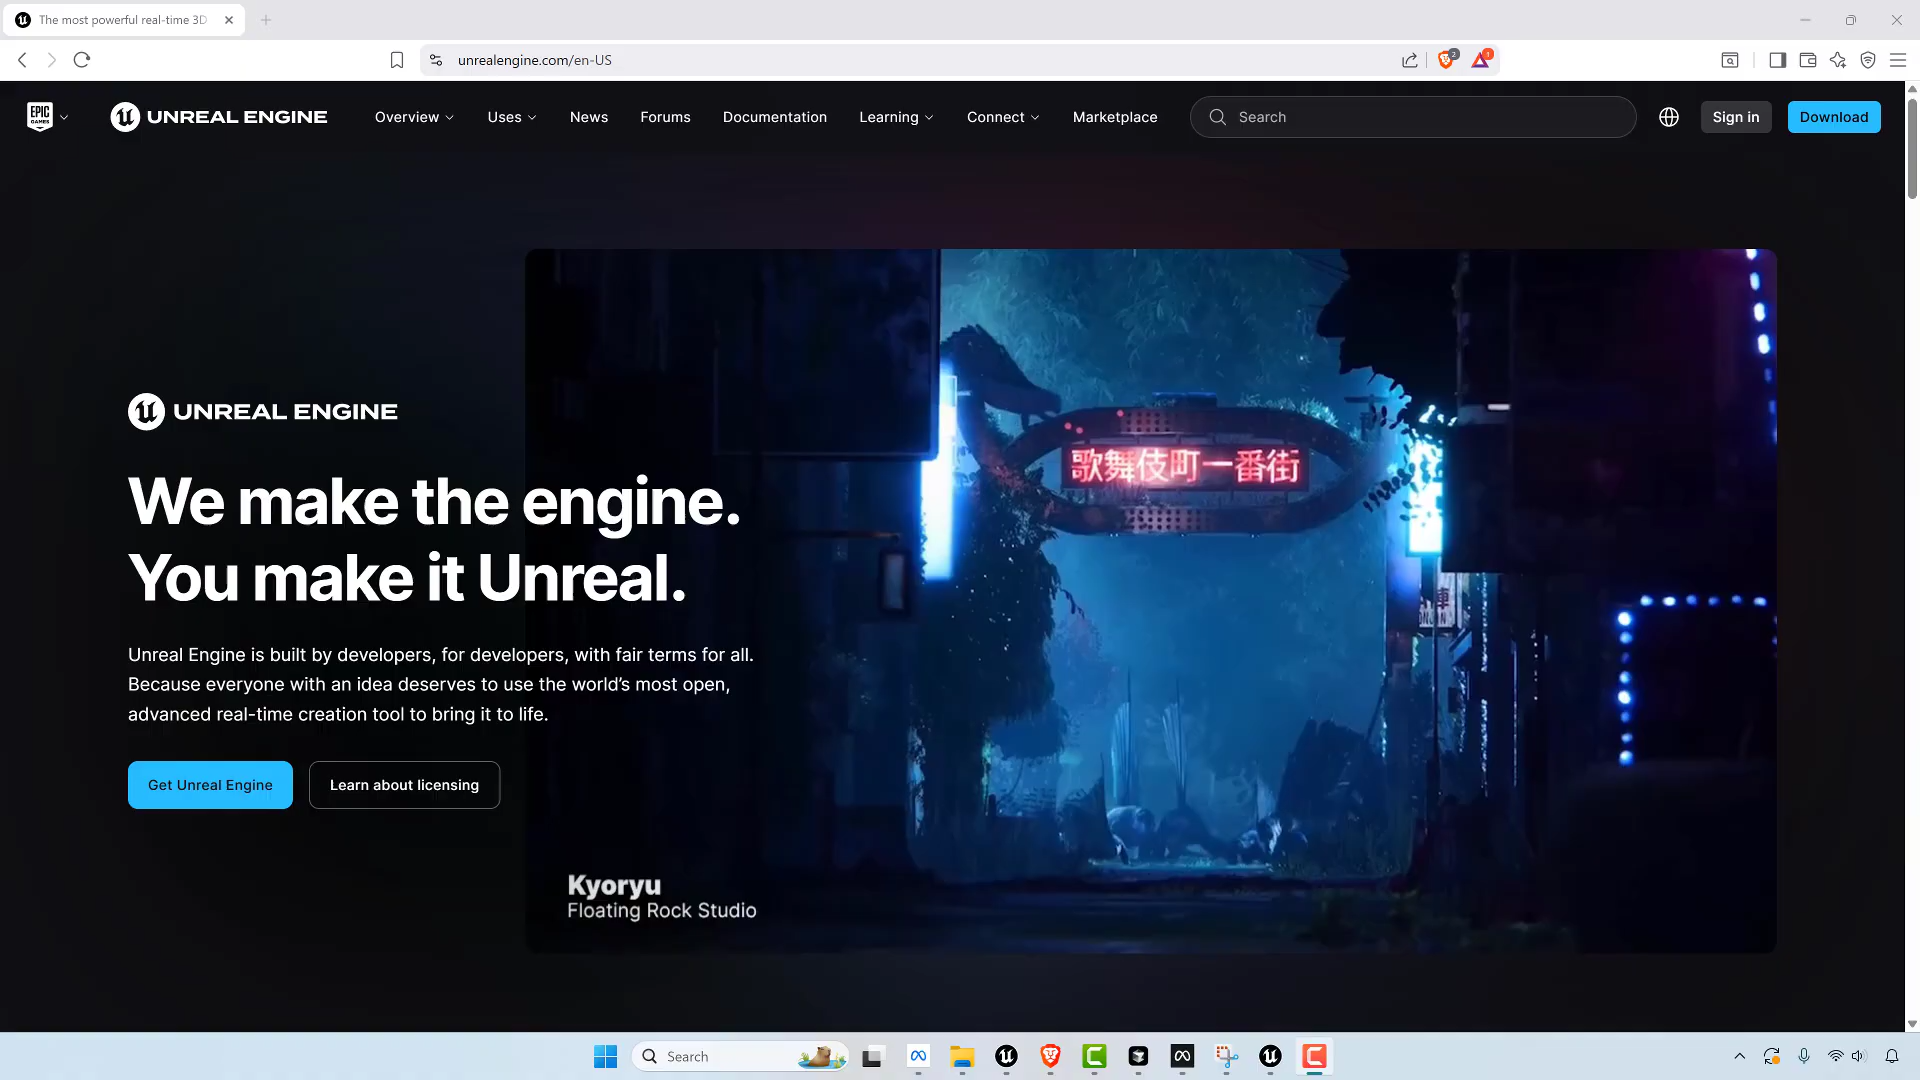 The most powerful real-time 3D
unrealengine.com/en-US
2
1
EPIC
GAMES
UNREAL ENGINE
Overview
Uses
News
Forums
Documentation
Learning
Connect
Marketplace
Search
Sign in
Download
UNREAL ENGINE
We make the engine.
You make it Unreal.
Unreal Engine is built by developers, for developers, with fair terms for all.
Because everyone with an idea deserves to use the world’s most open,
advanced real-time creation tool to bring it to life.
Get Unreal Engine
Learn about licensing
歌舞伎町一番街
Kyoryu
Floating Rock Studio
Search